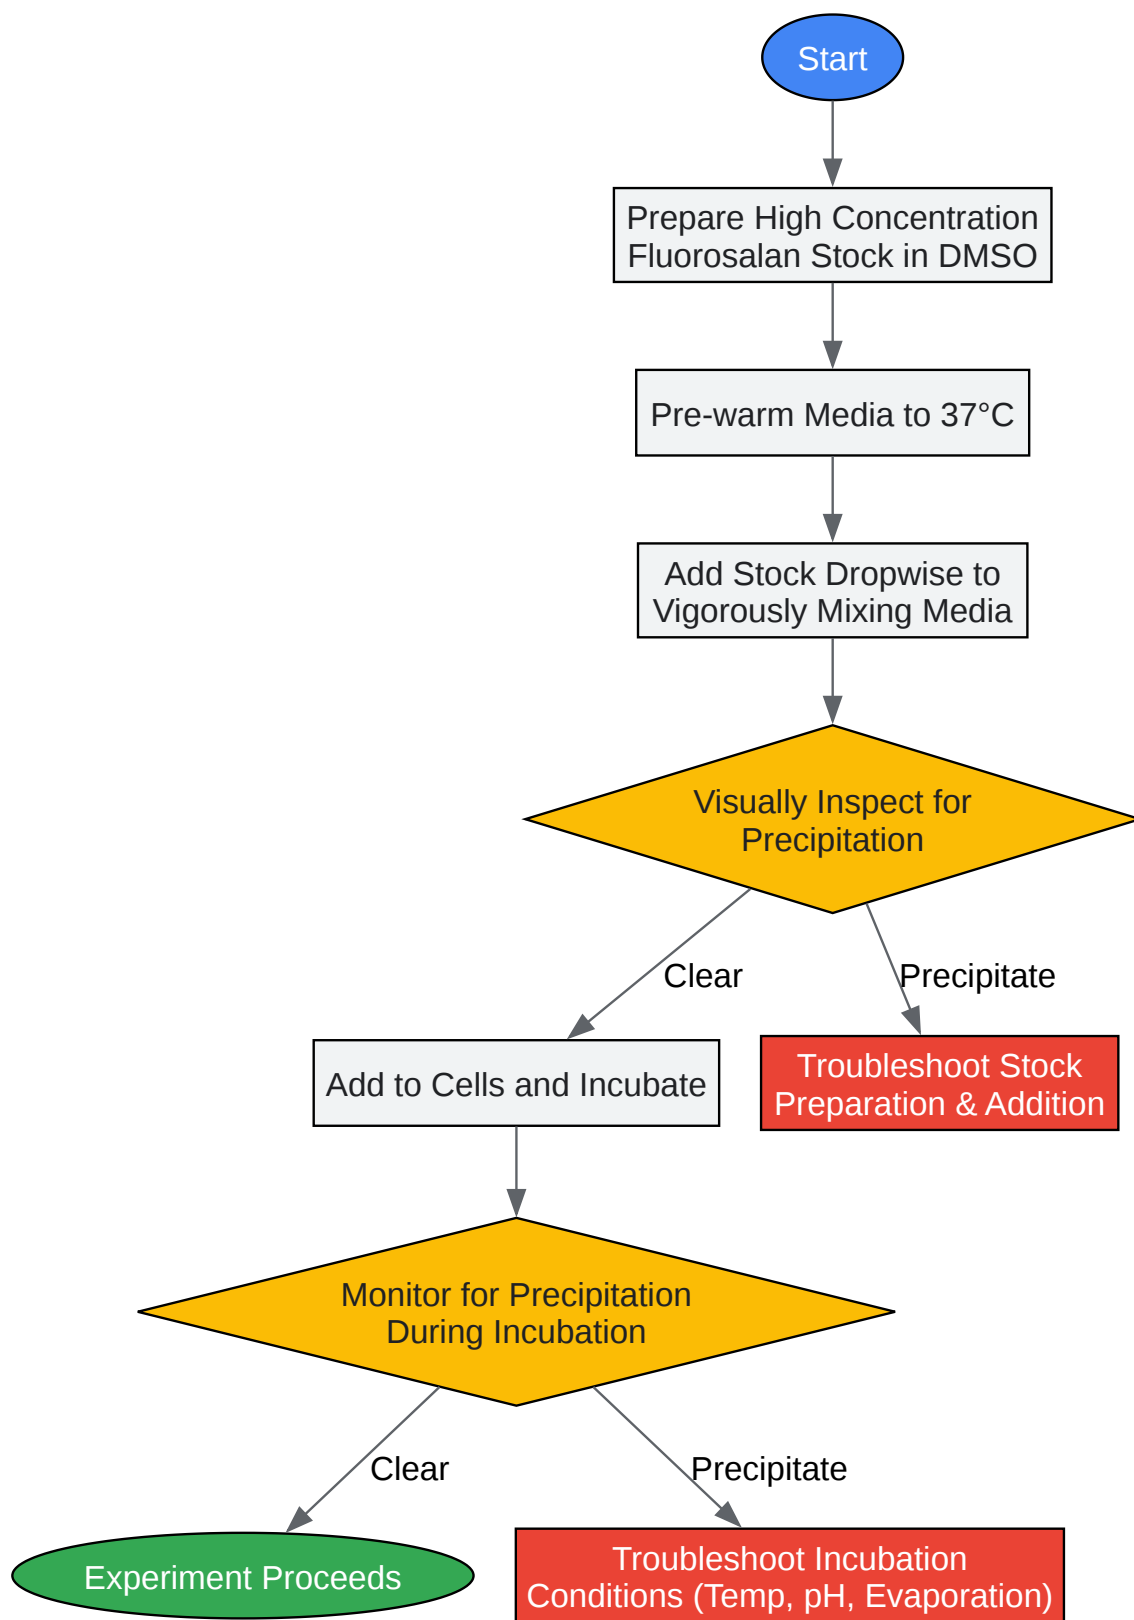 Start
Prepare High Concentration
Fluorosalan Stock in DMSO
Pre-warm Media to 37°C
Add Stock Dropwise to
Vigorously Mixing Media
Visually Inspect for
Precipitation
Clear
Precipitate
Add to Cells and Incubate
Troubleshoot Stock
Preparation & Addition
Monitor for Precipitation
During Incubation
Clear
Precipitate
Experiment Proceeds
Troubleshoot Incubation
Conditions (Temp, pH, Evaporation)